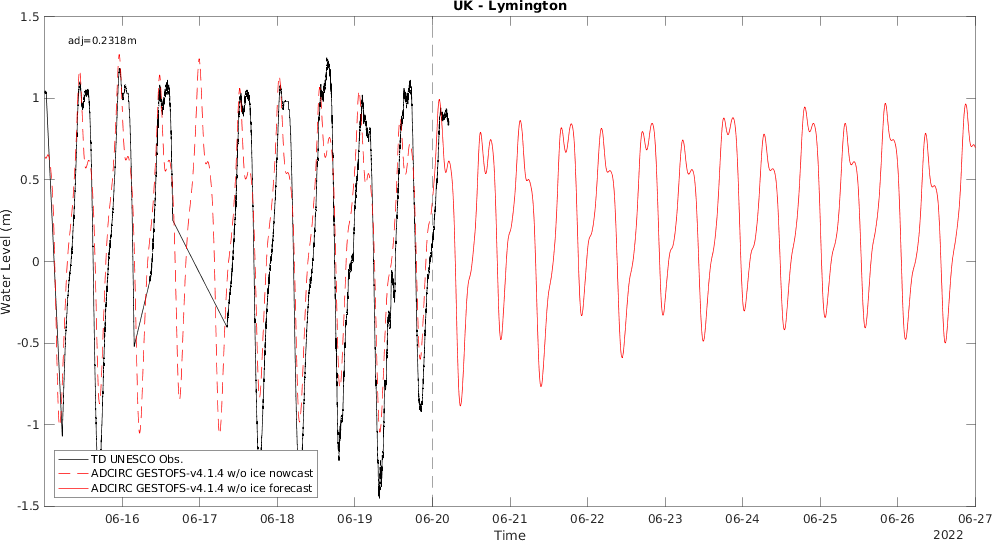 UK - Lymington
adj=0.2318m
Water Level (m)
1.5
1
0.5
0
-0.5
-1
-1.5
TD UNESCO Obs.
ADCIRC GESTOFS-v4.1.4 w/o ice nowcast
ADCIRC GESTOFS-v4.1.4 w/o ice forecast
06-16 06-17 06-18 06-19 06-20 06-21 06-22 06-23 06-24 06-25 06-26 06-27
Time
2022